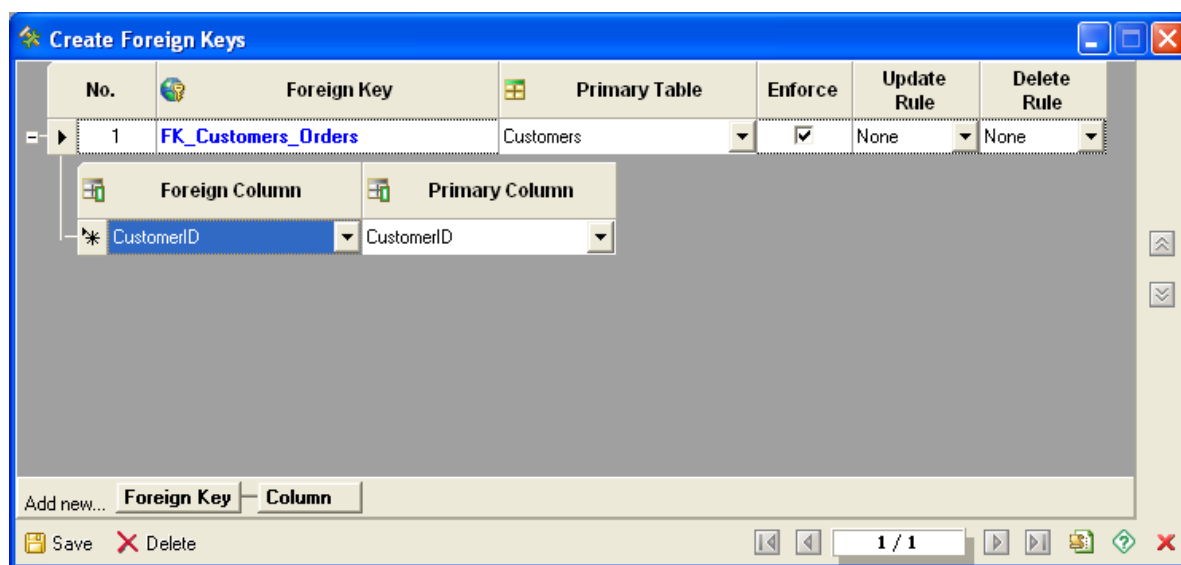 Create Foreign Keys
No. Foreign Key Primary Table Enforce Update Rule Delete Rule
1 FK_Customers_Orders Customers None None
Foreign Column Primary Column
CustomerID CustomerID
Add new... Foreign Key Column
Save Delete 1 / 1